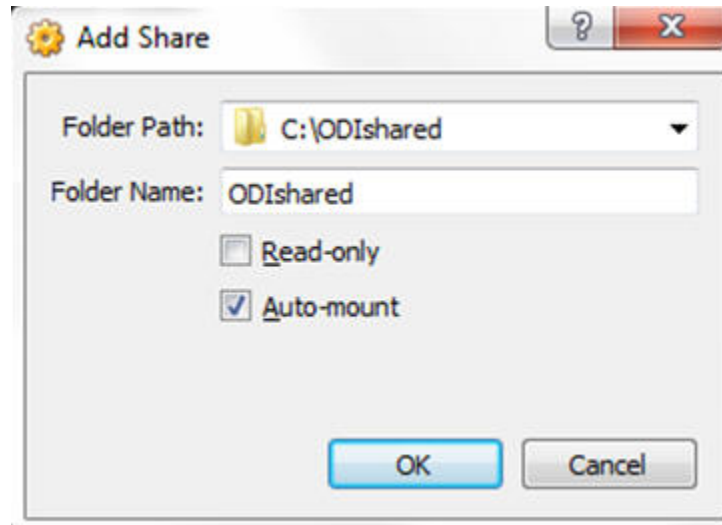 Add Share
Folder Path: C:\ODIshared
Folder Name: ODIshared
Read-only
Auto-mount
OK Cancel